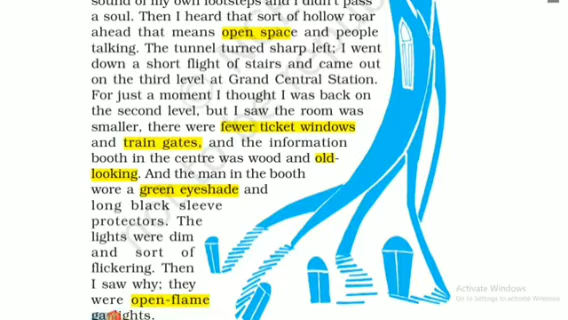 sound of my own footsteps and I didn't pass
a soul. Then I heard that sort of hollow roar
ahead that means open space and people
talking. The tunnel turned sharp left; I went
down a short flight of stairs and came out
on the third level at Grand Central Station.
For just a moment I thought I was back on
the second level, but I saw the room was
smaller, there were fewer ticket windows
and train gates, and the information
booth in the centre was wood and old-
looking. And the man in the booth
wore a green eyeshade and
long black sleeve
protectors. The
lights were dim
and sort of
flickering. Then
I saw why; they
were open-flame
gaslights.
Activate Windows
Go to Settings to activate Windows.